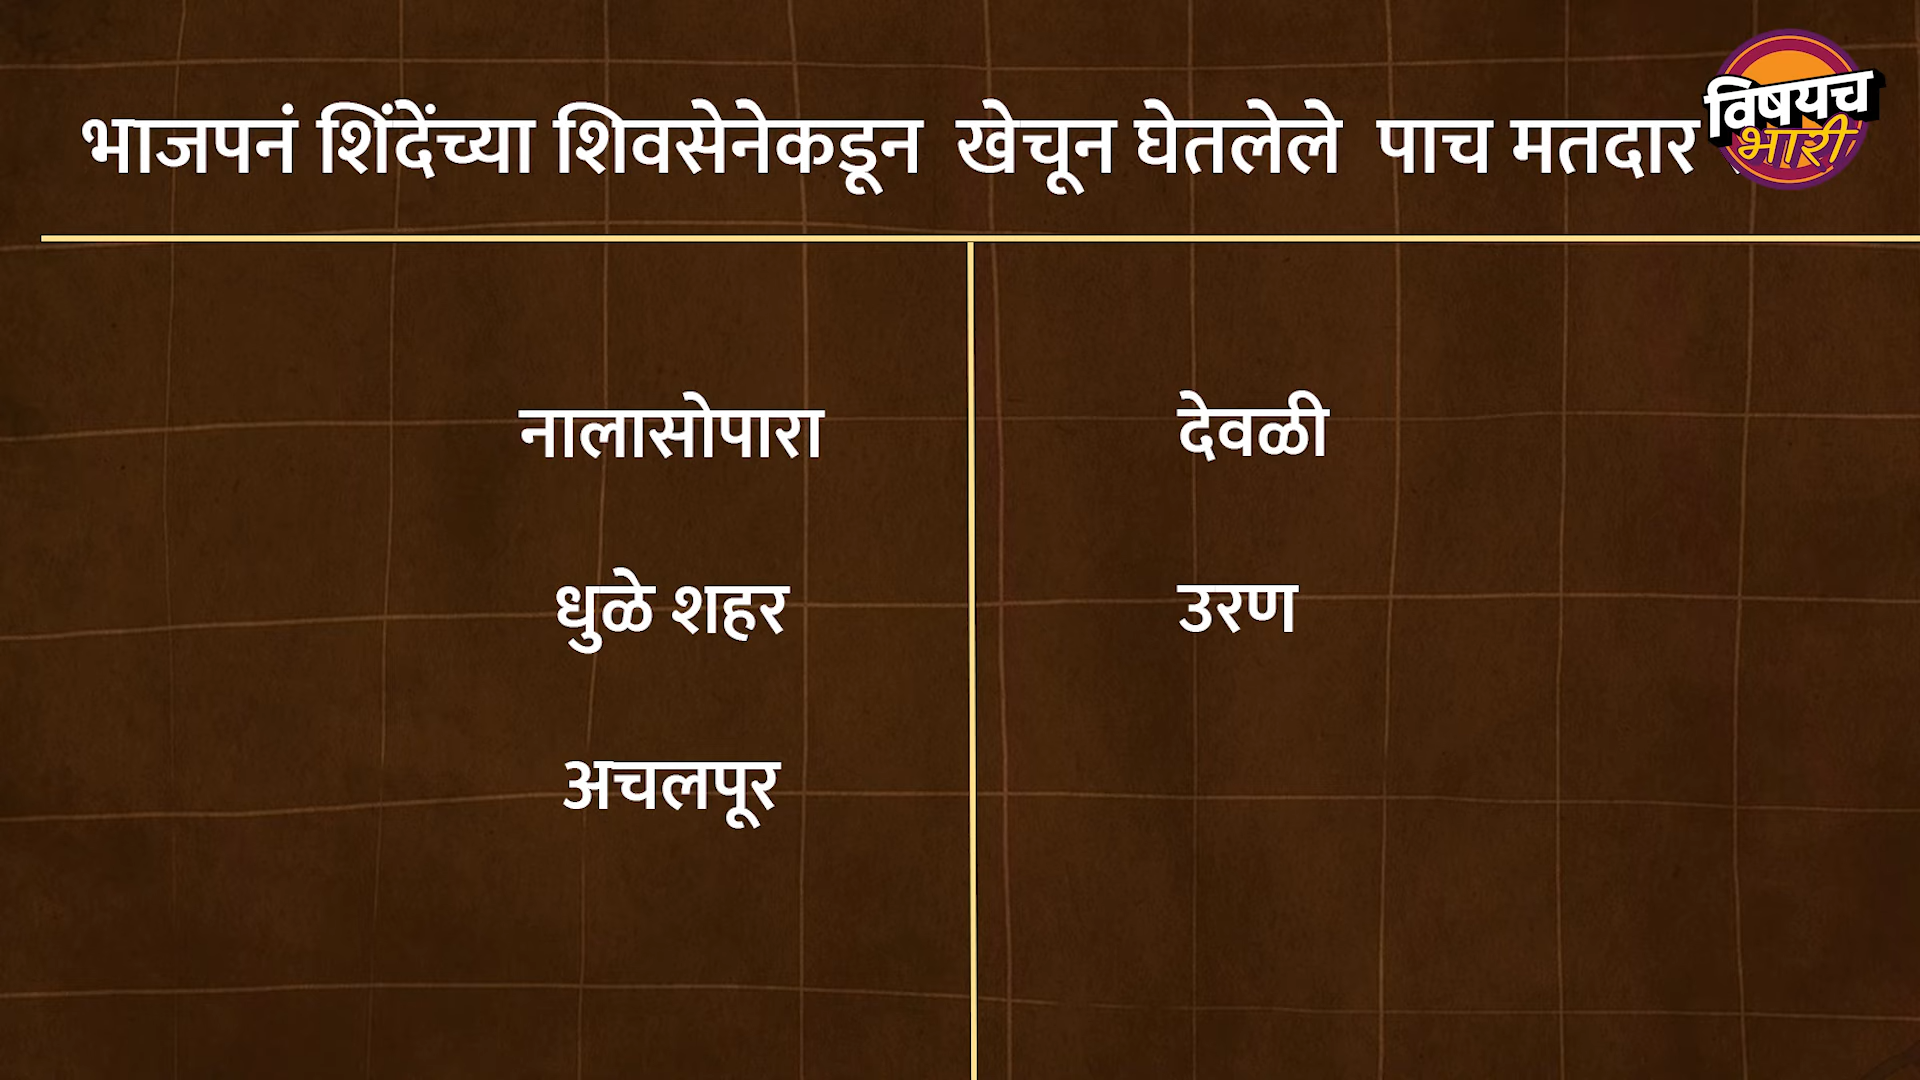 भाजपनं शिंदेंच्या शिवसेनेकडून खेचून घेतलेले पाच मतदार
विषयच
भारी
नालासोपारा
देवळी
धुळे शहर
उरण
अचलपूर